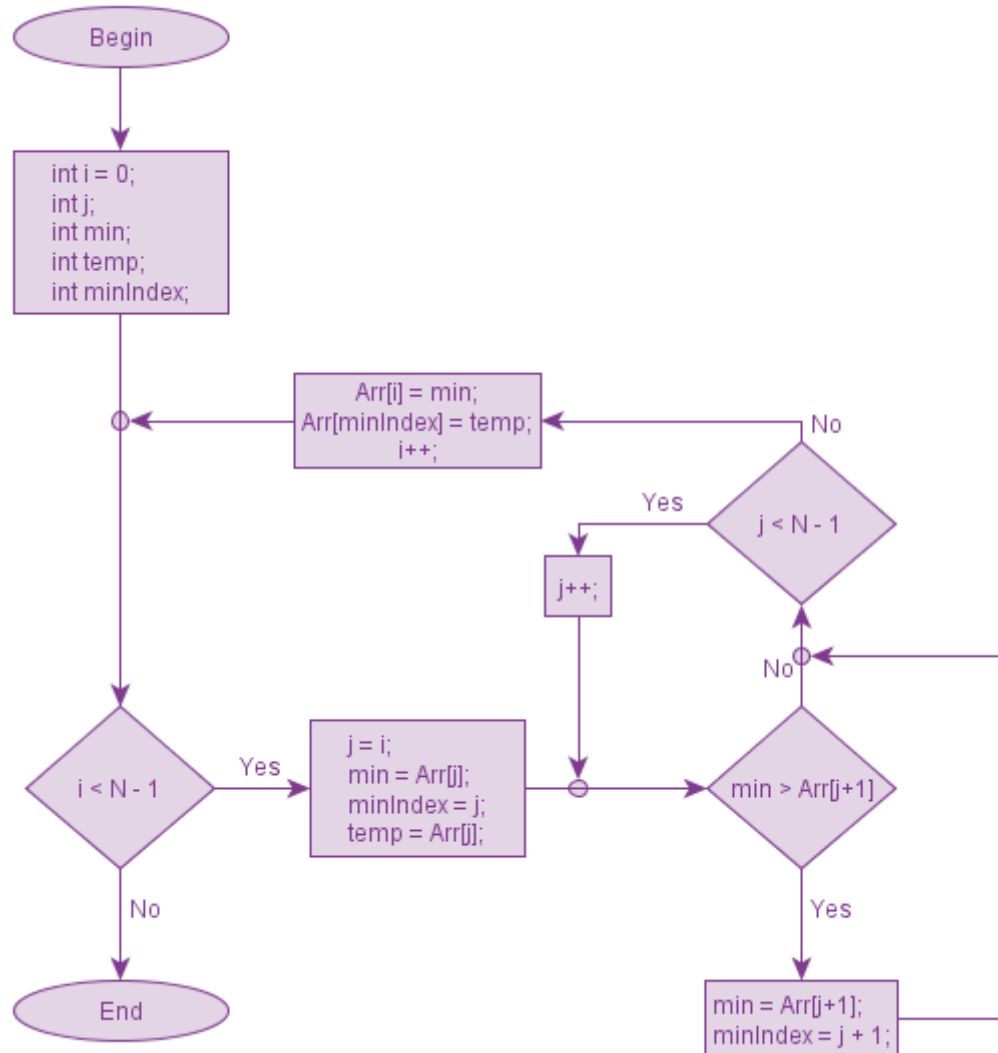 Begin
int i = 0;
int j;
int min;
int temp;
int minIndex;
Arr[i] = min;
Arr[minIndex] = temp;
i++;
No
j < N - 1
Yes
j++;
No
i < N - 1
Yes
j = i;
min = Arr[j];
minIndex = j;
temp = Arr[j];
min > Arr[j+1]
No
Yes
End
min = Arr[j+1];
minIndex = j + 1;